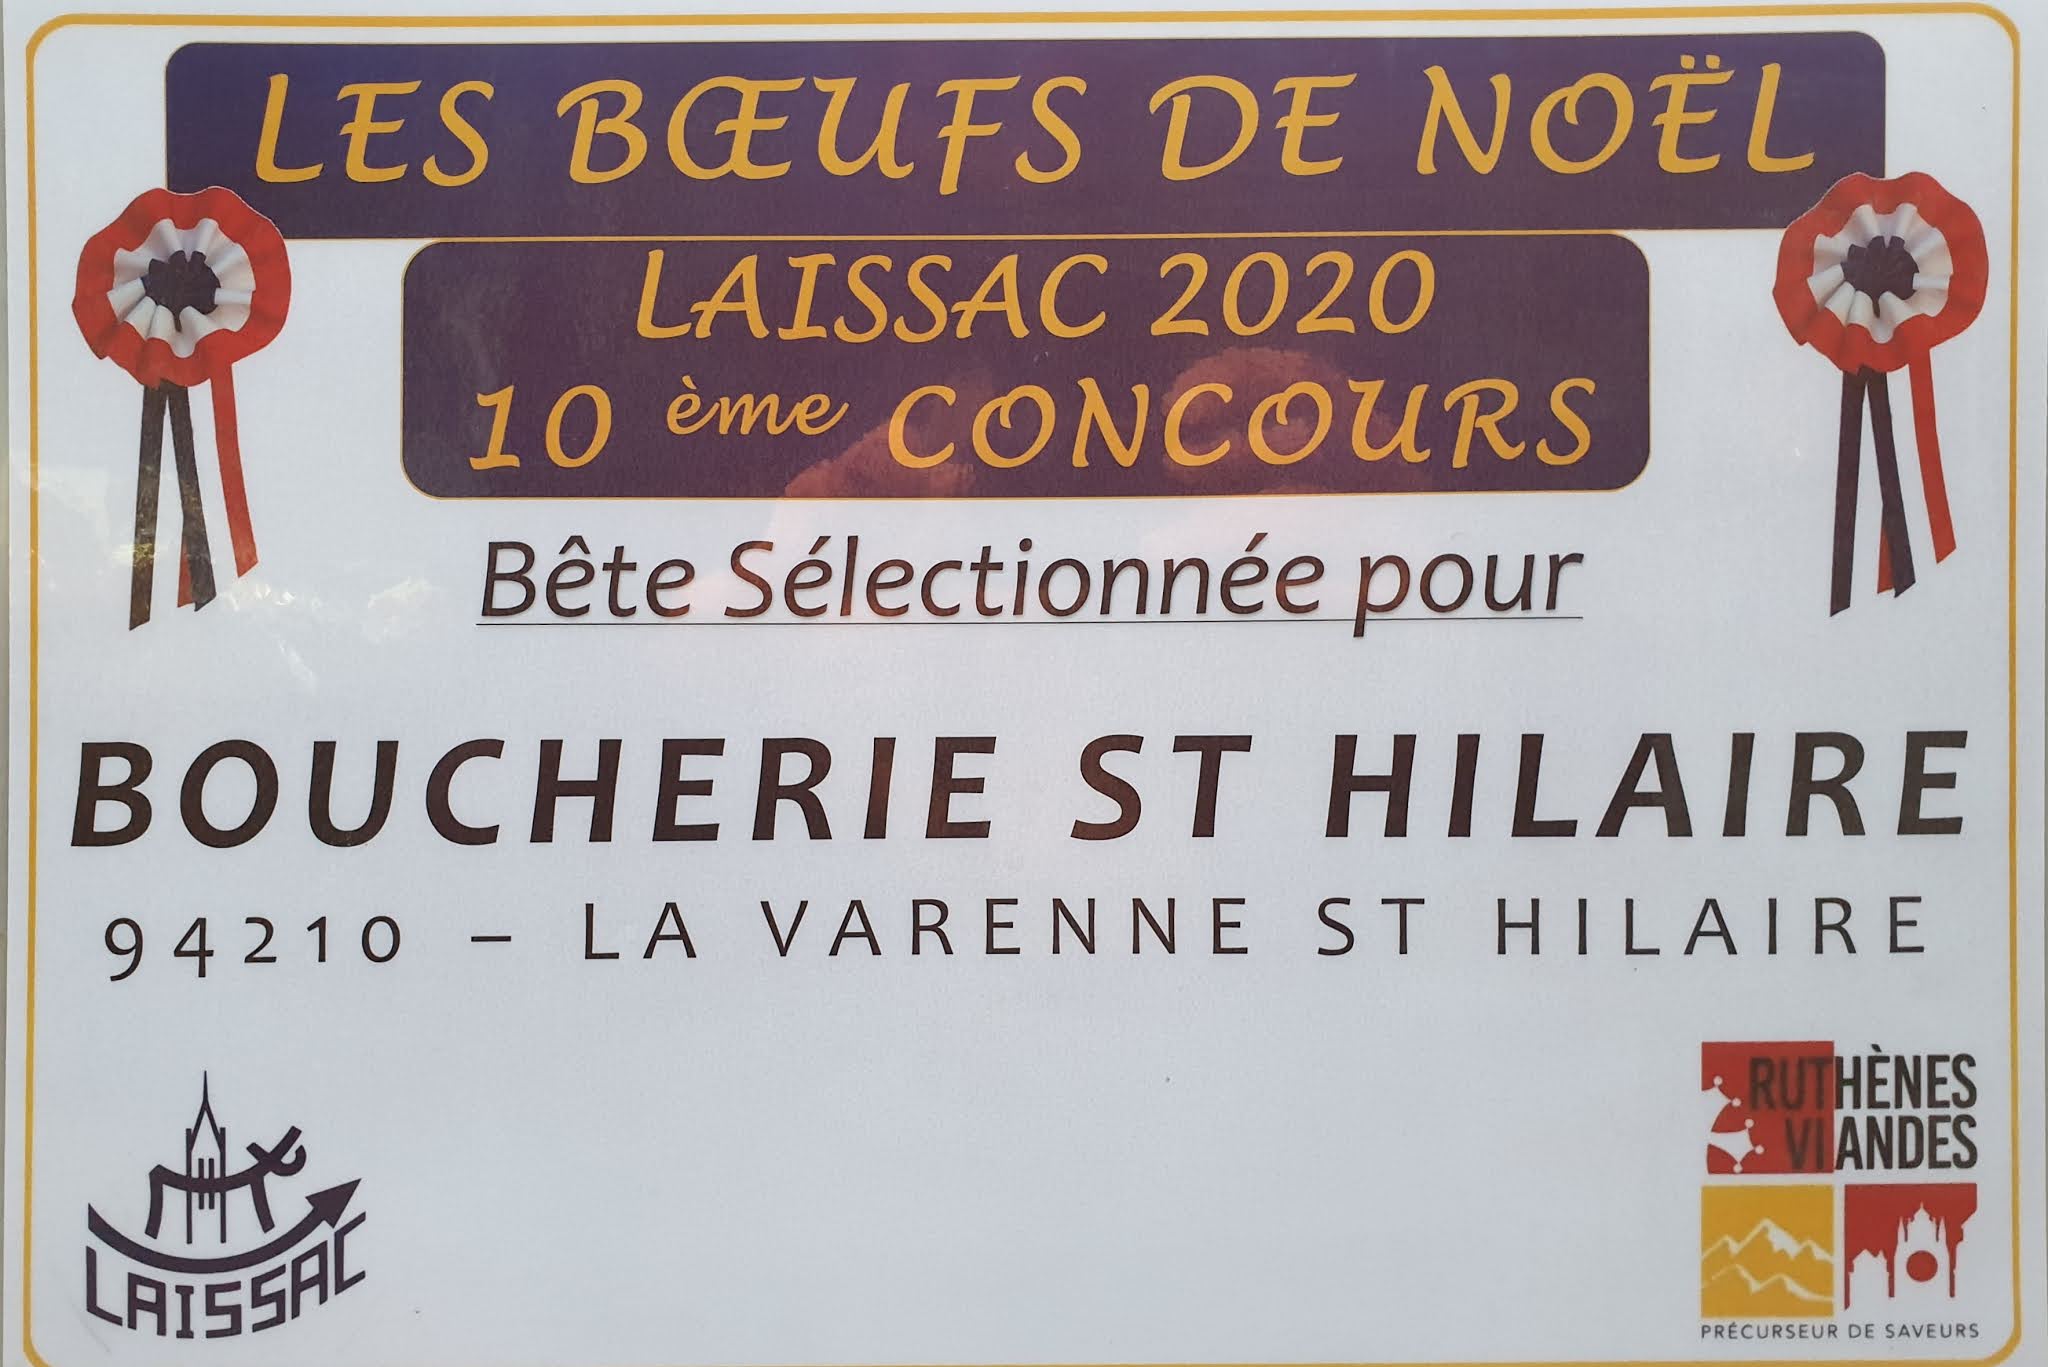 LES BŒUFS DE NOËL
LAISSAC 2020
10 ème CONCOURS
Bête Sélectionnée pour
BOUCHERIE ST HILAIRE
94210 – LA VARENNE ST HILAIRE
LAISSAC
RUTHÈNES
VIANDES
PRÉCURSEUR DE SAVEURS